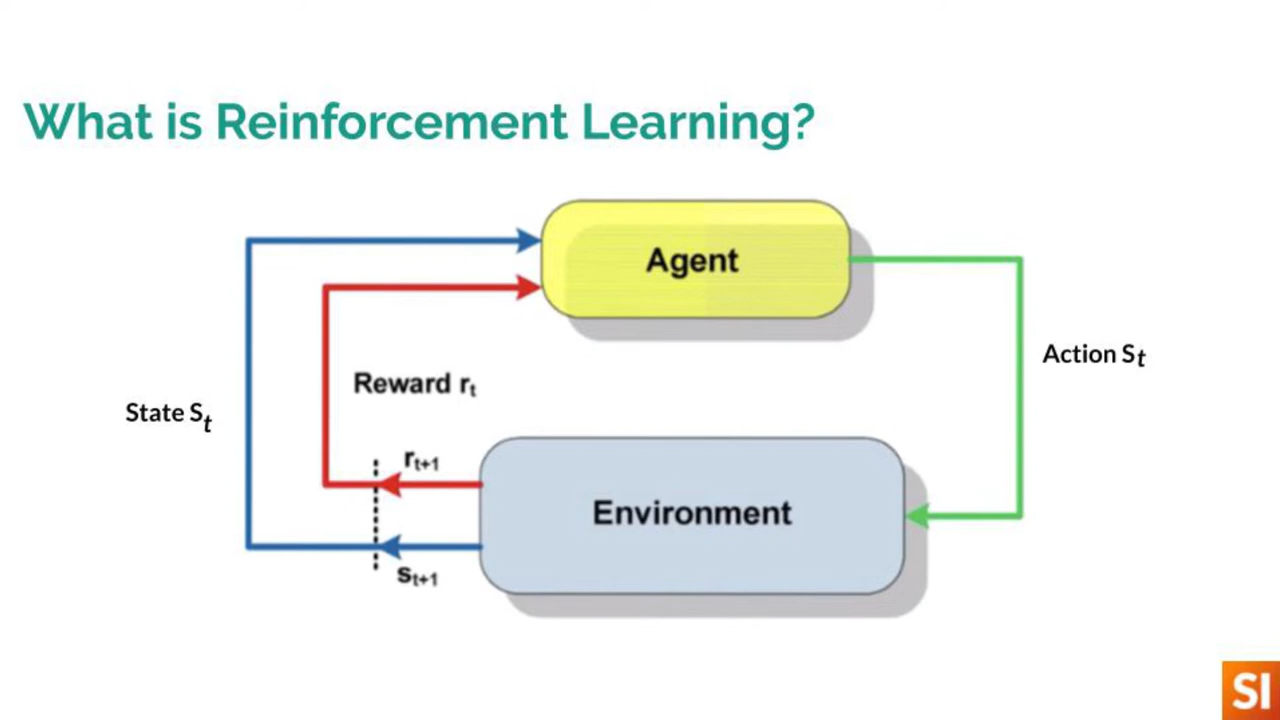 What is Reinforcement Learning?
Agent
Action St
Reward rt
State St
rt+1
Environment
st+1
SI